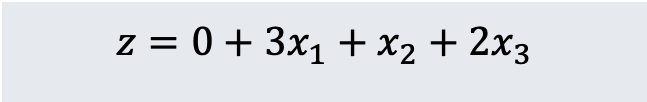 z = 0 + 3x₁ + x₂ + 2x₃